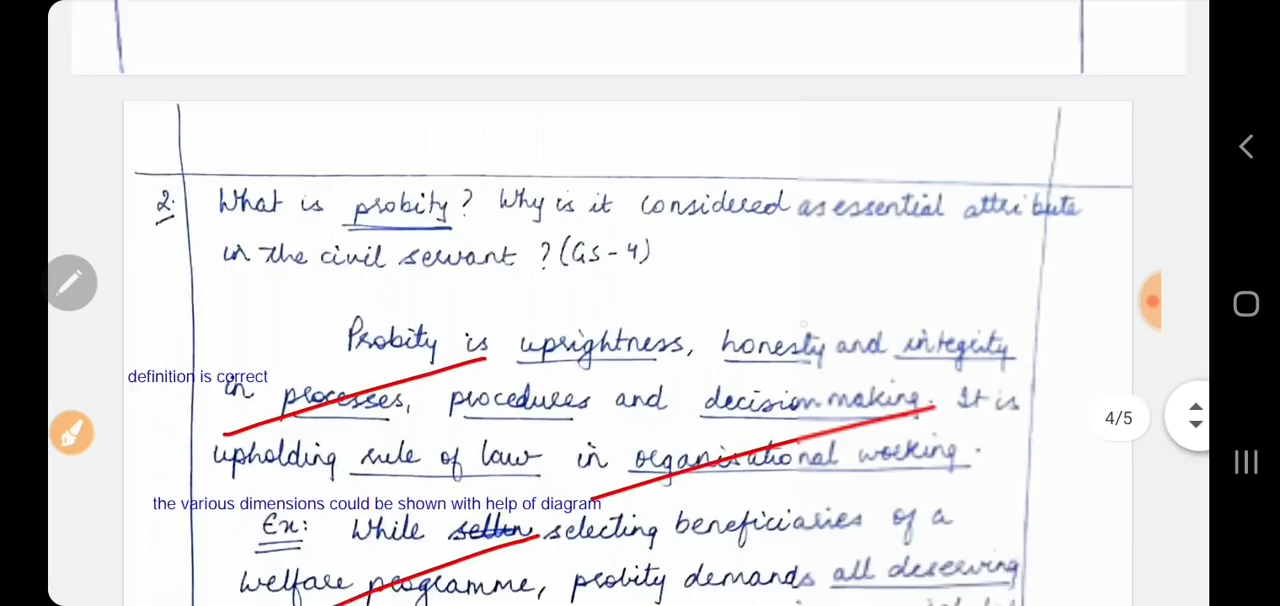 2. What is probity? Why is it considered as essential attribute
in the civil servant? (GS-4)
Probity is uprightness, honesty and integrity
definition is correct
in processes, procedures and decision making. It is
upholding rule of law in organisational working.
the various dimensions could be shown with help of diagram
Ex: While selecting beneficiaries of a
welfare programme, probity demands all deserving
4/5